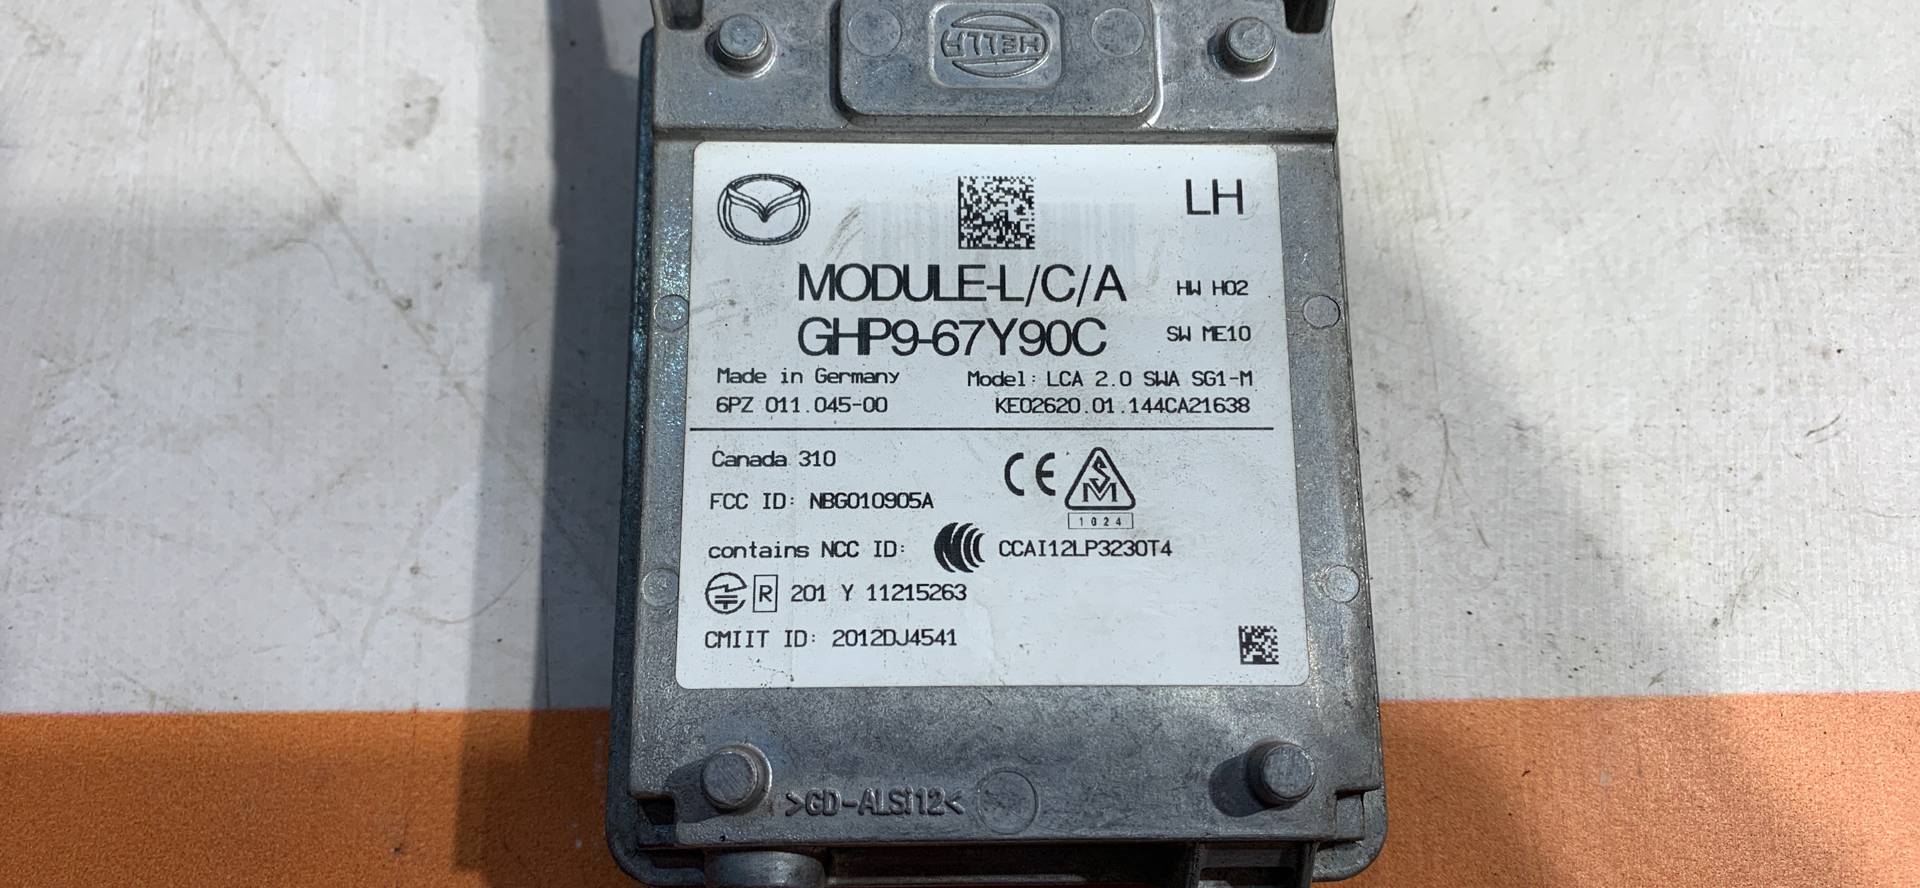 HELLA
LH
MODULE-L/C/A
HW H02
GHP9-67Y90C
SW ME10
Made in Germany
Model: LCA 2.0 SWA SG1-M
6PZ 011.045-00
KE02620.01.144CA21638
Canada 310
CE
S M
FCC ID: NBG010905A
1024
contains NCC ID:
CCAI12LP3230T4
R 201 Y 11215263
CMIIT ID: 2012DJ4541
>GD-ALSI12<